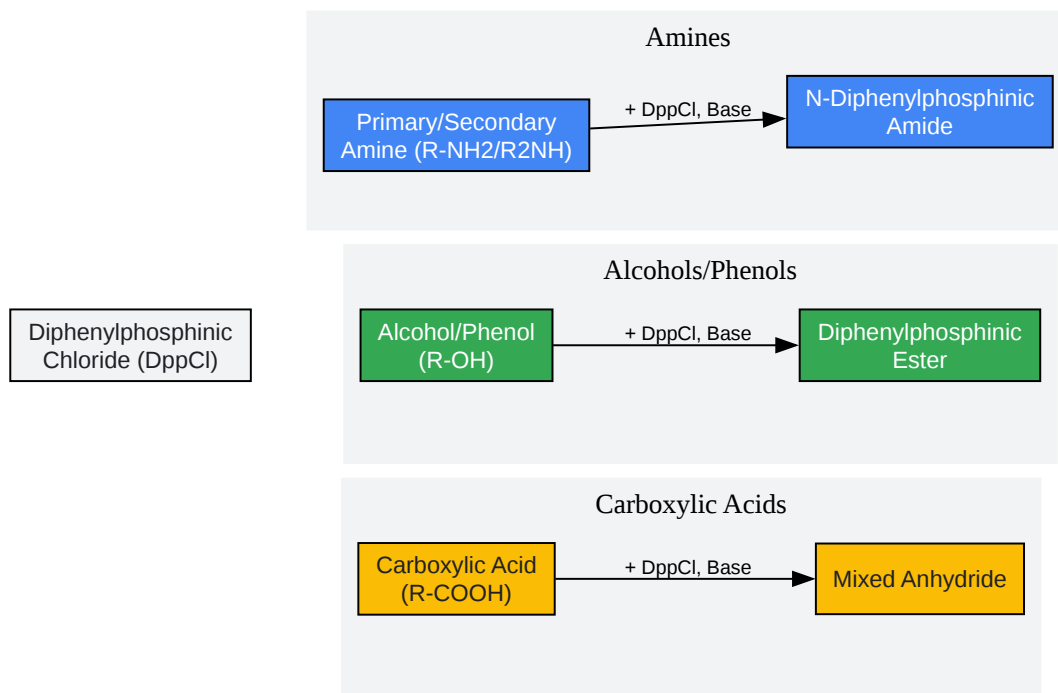 Amines
Primary/Secondary
Amine (R-NH2/R2NH)
+ DppCl, Base
N-Diphenylphosphinic
Amide
Diphenylphosphinic
Chloride (DppCl)
Alcohols/Phenols
Alcohol/Phenol
(R-OH)
+ DppCl, Base
Diphenylphosphinic
Ester
Carboxylic Acids
Carboxylic Acid
(R-COOH)
+ DppCl, Base
Mixed Anhydride